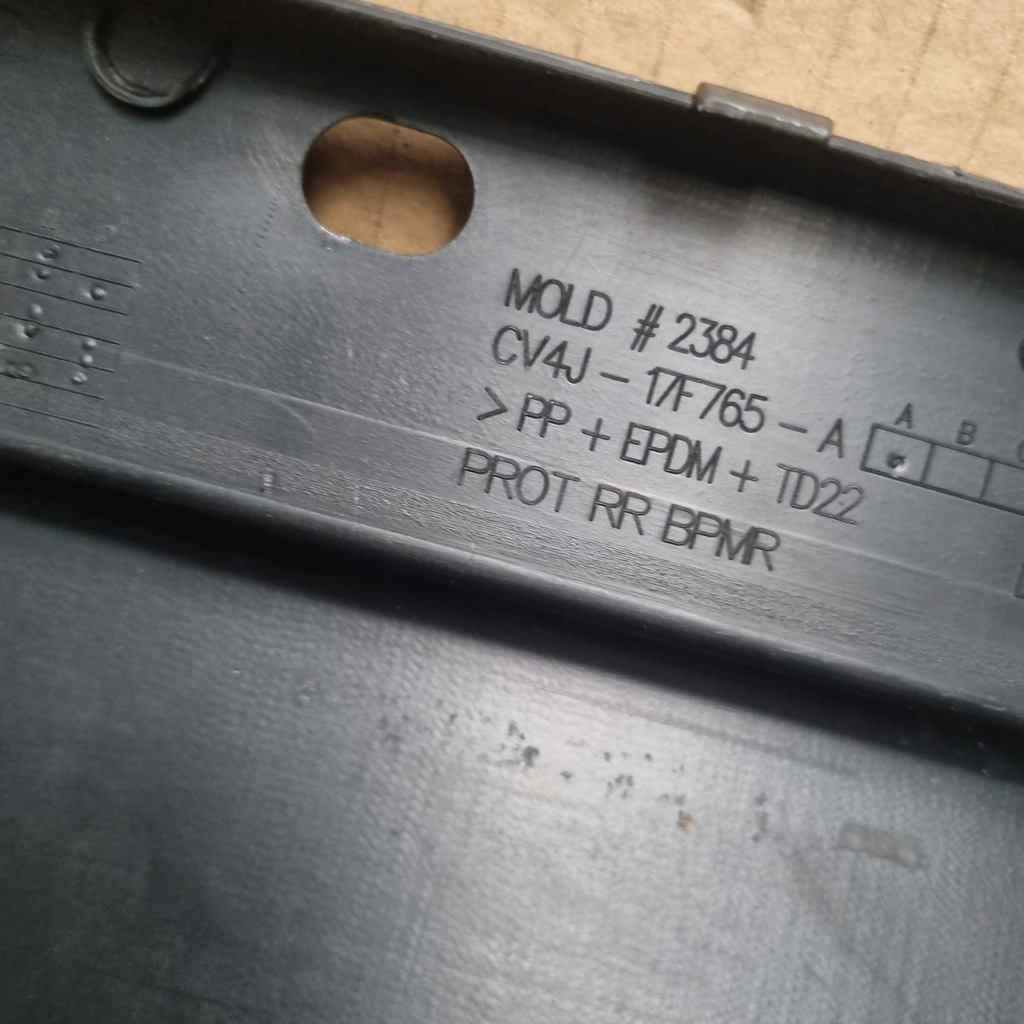 MOLD # 2384
CV4J - 17F765 - A
> PP + EPDM + TD22
PROT RR BPMR
A B